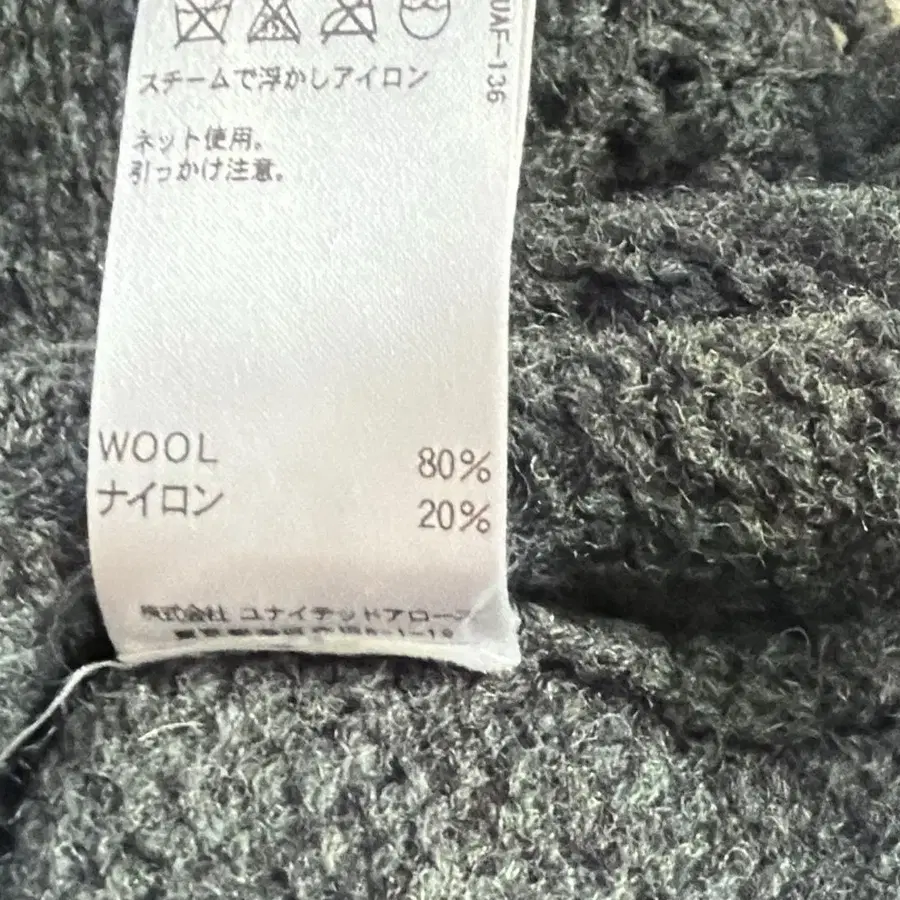 UAF-136
スチームで浮かしアイロン
ネット使用。
引っかけ注意。
WOOL 80%
ナイロン 20%
株式会社 ユナイテッドアロー